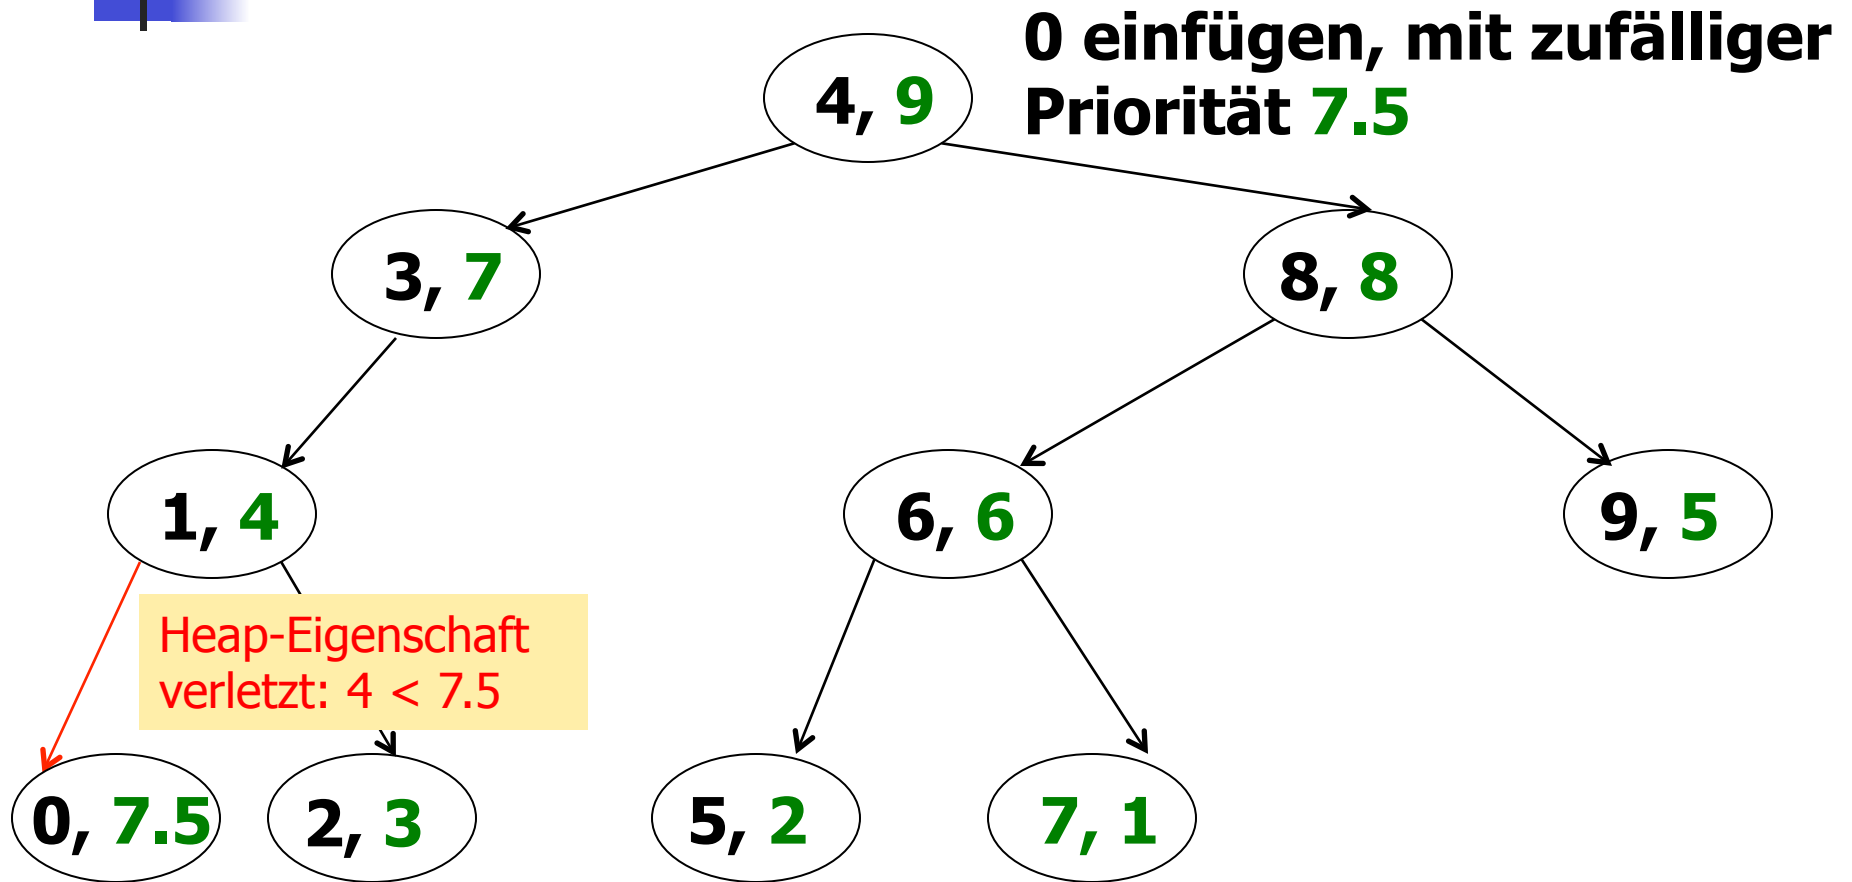 0 einfügen, mit zufälliger
Priorität 7.5
4, 9
3, 7
8, 8
1, 4
6, 6
9, 5
Heap-Eigenschaft
verletzt: 4 < 7.5
0, 7.5
2, 3
5, 2
7, 1